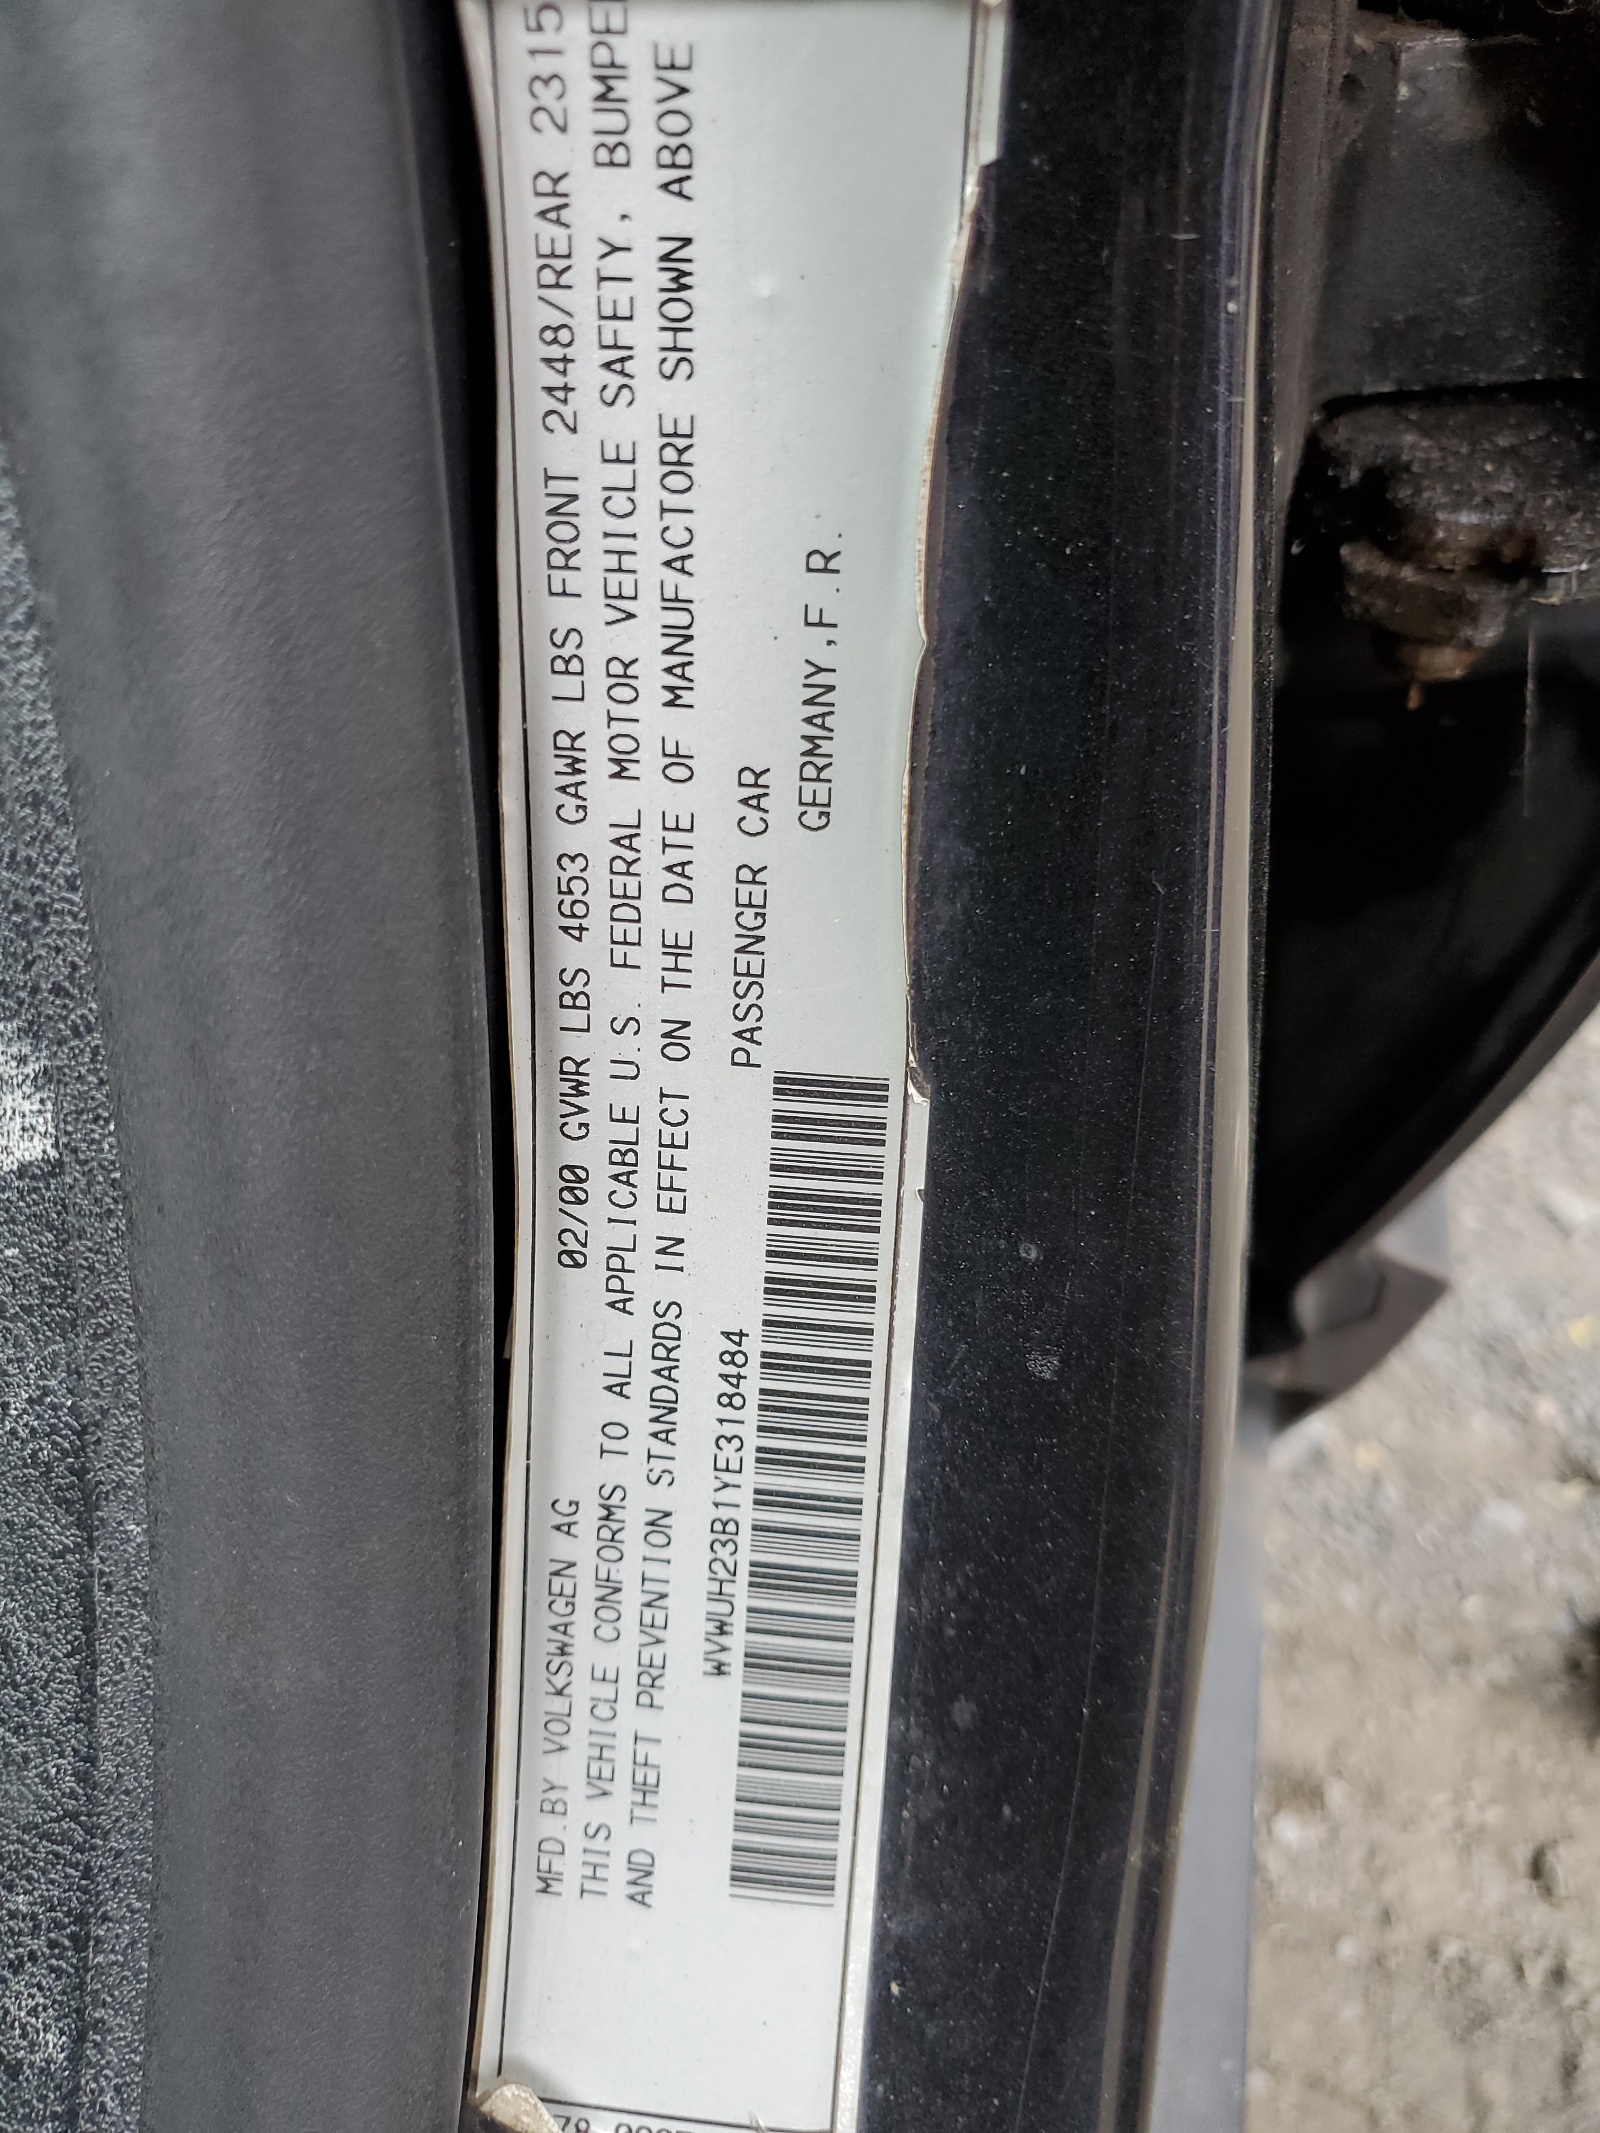 MFD.BY VOLKSWAGEN AG 02/00 GVWR LBS 4653 GAWR LBS FRONT 2448/REAR 2315
THIS VEHICLE CONFORMS TO ALL APPLICABLE U.S. FEDERAL MOTOR VEHICLE SAFETY, BUMPE
AND THEFT PREVENTION STANDARDS IN EFFECT ON THE DATE OF MANUFACTORE SHOWN ABOVE
WVWUH23B1YE318484 PASSENGER CAR
GERMANY,F.R.